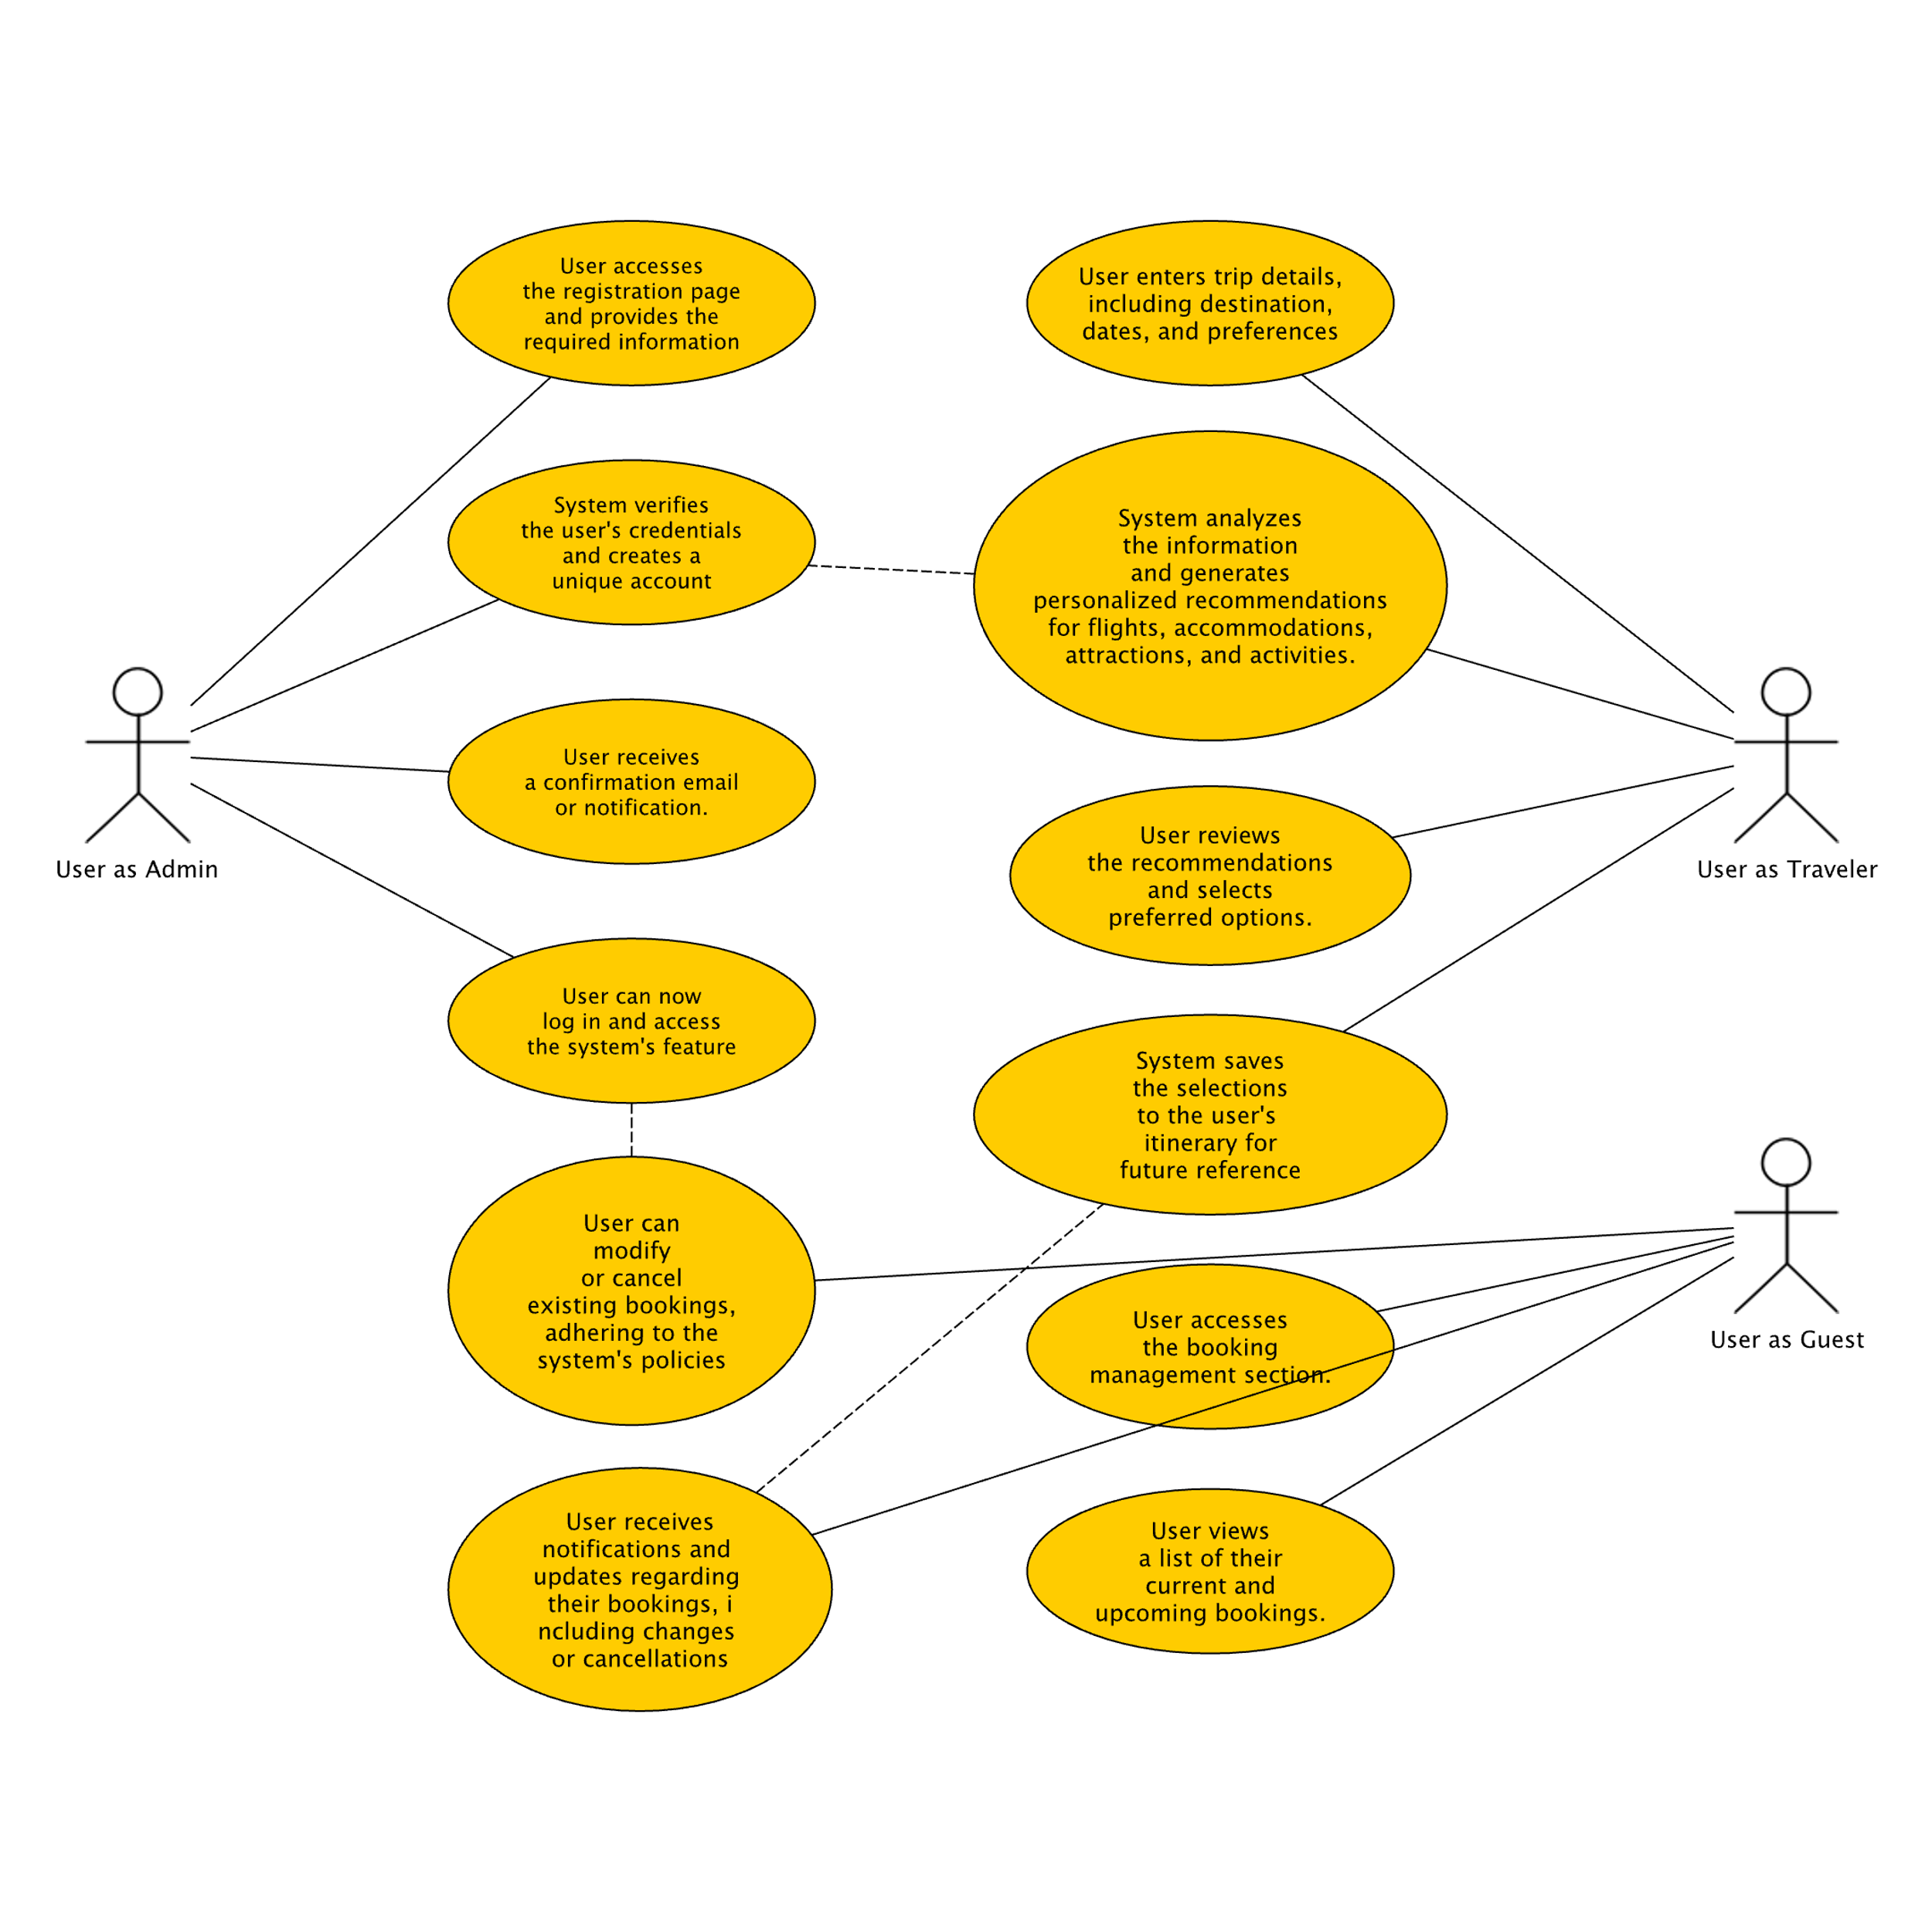 User accesses
the registration page
and provides the
required information
User enters trip details,
including destination,
dates, and preferences
System verifies
the user's credentials
and creates a
unique account
System analyzes
the information
and generates
personalized recommendations
for flights, accommodations,
attractions, and activities.
User receives
a confirmation email
or notification.
User as Admin
User reviews
the recommendations
and selects
preferred options.
User as Traveler
User can now
log in and access
the system's feature
System saves
the selections
to the user's
itinerary for
future reference
User can
modify
or cancel
existing bookings,
adhering to the
system's policies
User accesses
the booking
management section.
User as Guest
User receives
notifications and
updates regarding
their bookings, i
ncluding changes
or cancellations
User views
a list of their
current and
upcoming bookings.